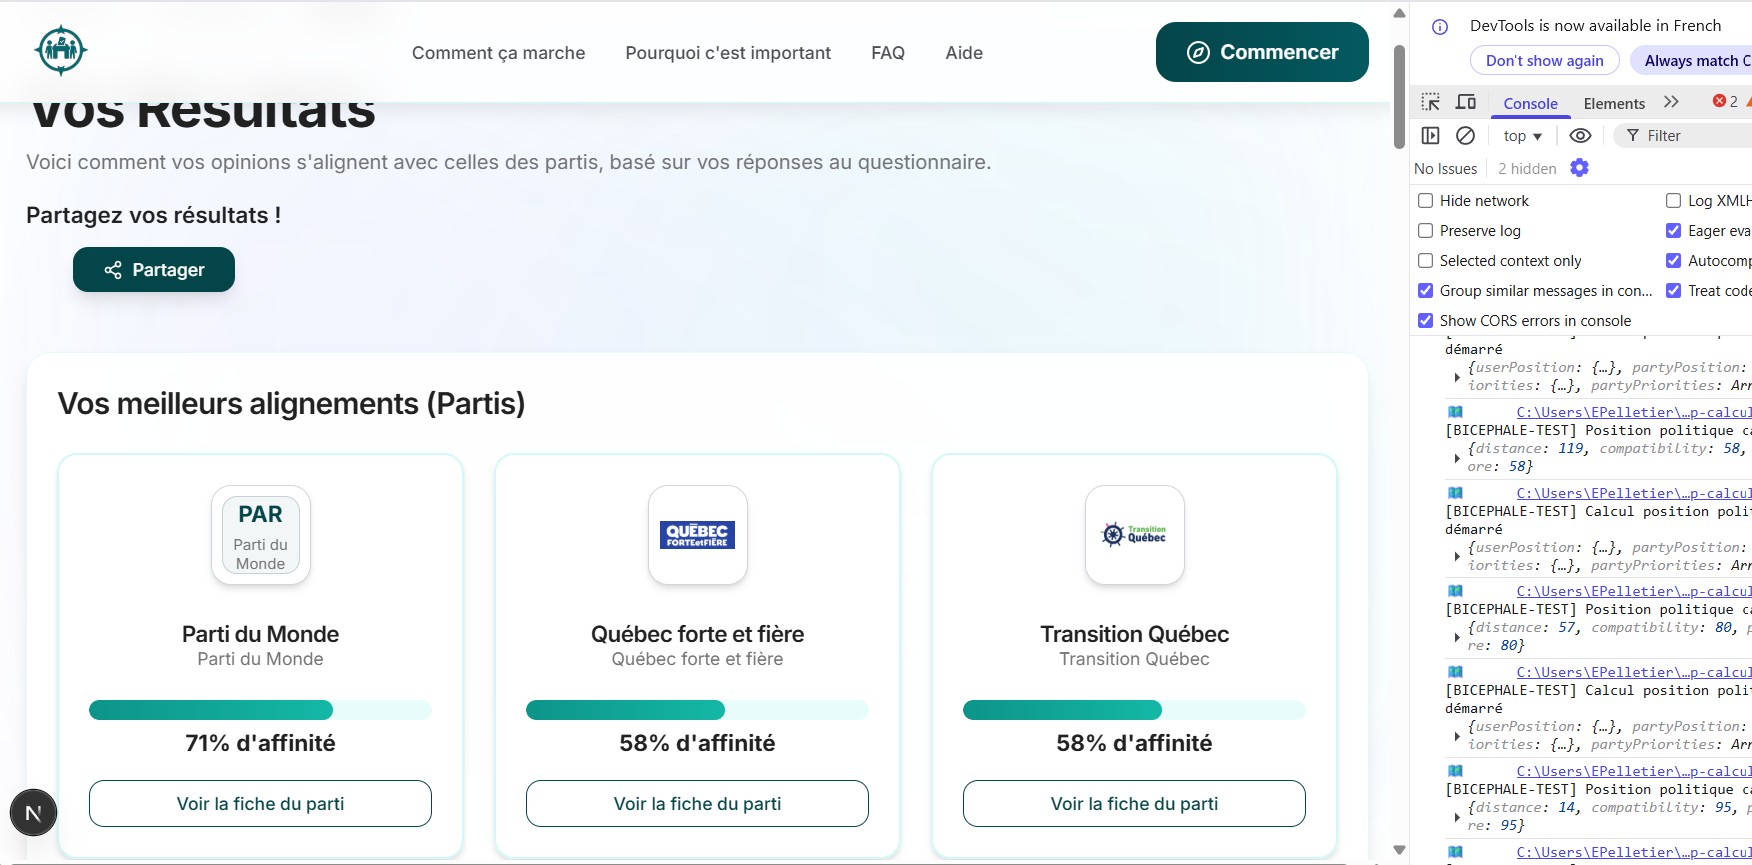 Comment ça marche
Pourquoi c'est important
FAQ
Aide
Commencer
Vos Résultats
Voici comment vos opinions s'alignent avec celles des partis, basé sur vos réponses au questionnaire.
Partagez vos résultats !
Partager
Vos meilleurs alignements (Partis)
PAR
Parti du
Monde
Parti du Monde
Parti du Monde
71% d'affinité
Voir la fiche du parti
QUÉBEC
FORTEetFIÈRE
Québec forte et fière
Québec forte et fière
58% d'affinité
Voir la fiche du parti
Transition
Québec
Transition Québec
Transition Québec
58% d'affinité
Voir la fiche du parti
N
DevTools is now available in French
Don't show again
Always match C
Console
Elements
2
top
Filter
No Issues
2 hidden
Hide network
Log XMLH
Preserve log
Eager eva
Selected context only
Autocomp
Group similar messages in con...
Treat code
Show CORS errors in console
démarré
{userPosition: {…}, partyPosition:
iorities: {…}, partyPriorities: Arr
C:\Users\EPelletier\…p-calcul
[BICEPHALE-TEST] Position politique ca
{distance: 119, compatibility: 58,
ore: 58}
C:\Users\EPelletier\…p-calcul
[BICEPHALE-TEST] Calcul position polit
démarré
{userPosition: {…}, partyPosition:
iorities: {…}, partyPriorities: Arr
C:\Users\EPelletier\…p-calcul
[BICEPHALE-TEST] Position politique ca
{distance: 57, compatibility: 80, p
re: 80}
C:\Users\EPelletier\…p-calcul
[BICEPHALE-TEST] Calcul position polit
démarré
{userPosition: {…}, partyPosition:
iorities: {…}, partyPriorities: Arr
C:\Users\EPelletier\…p-calcul
[BICEPHALE-TEST] Position politique ca
{distance: 14, compatibility: 95, p
re: 95}
C:\Users\EPelletier\…p-calcul